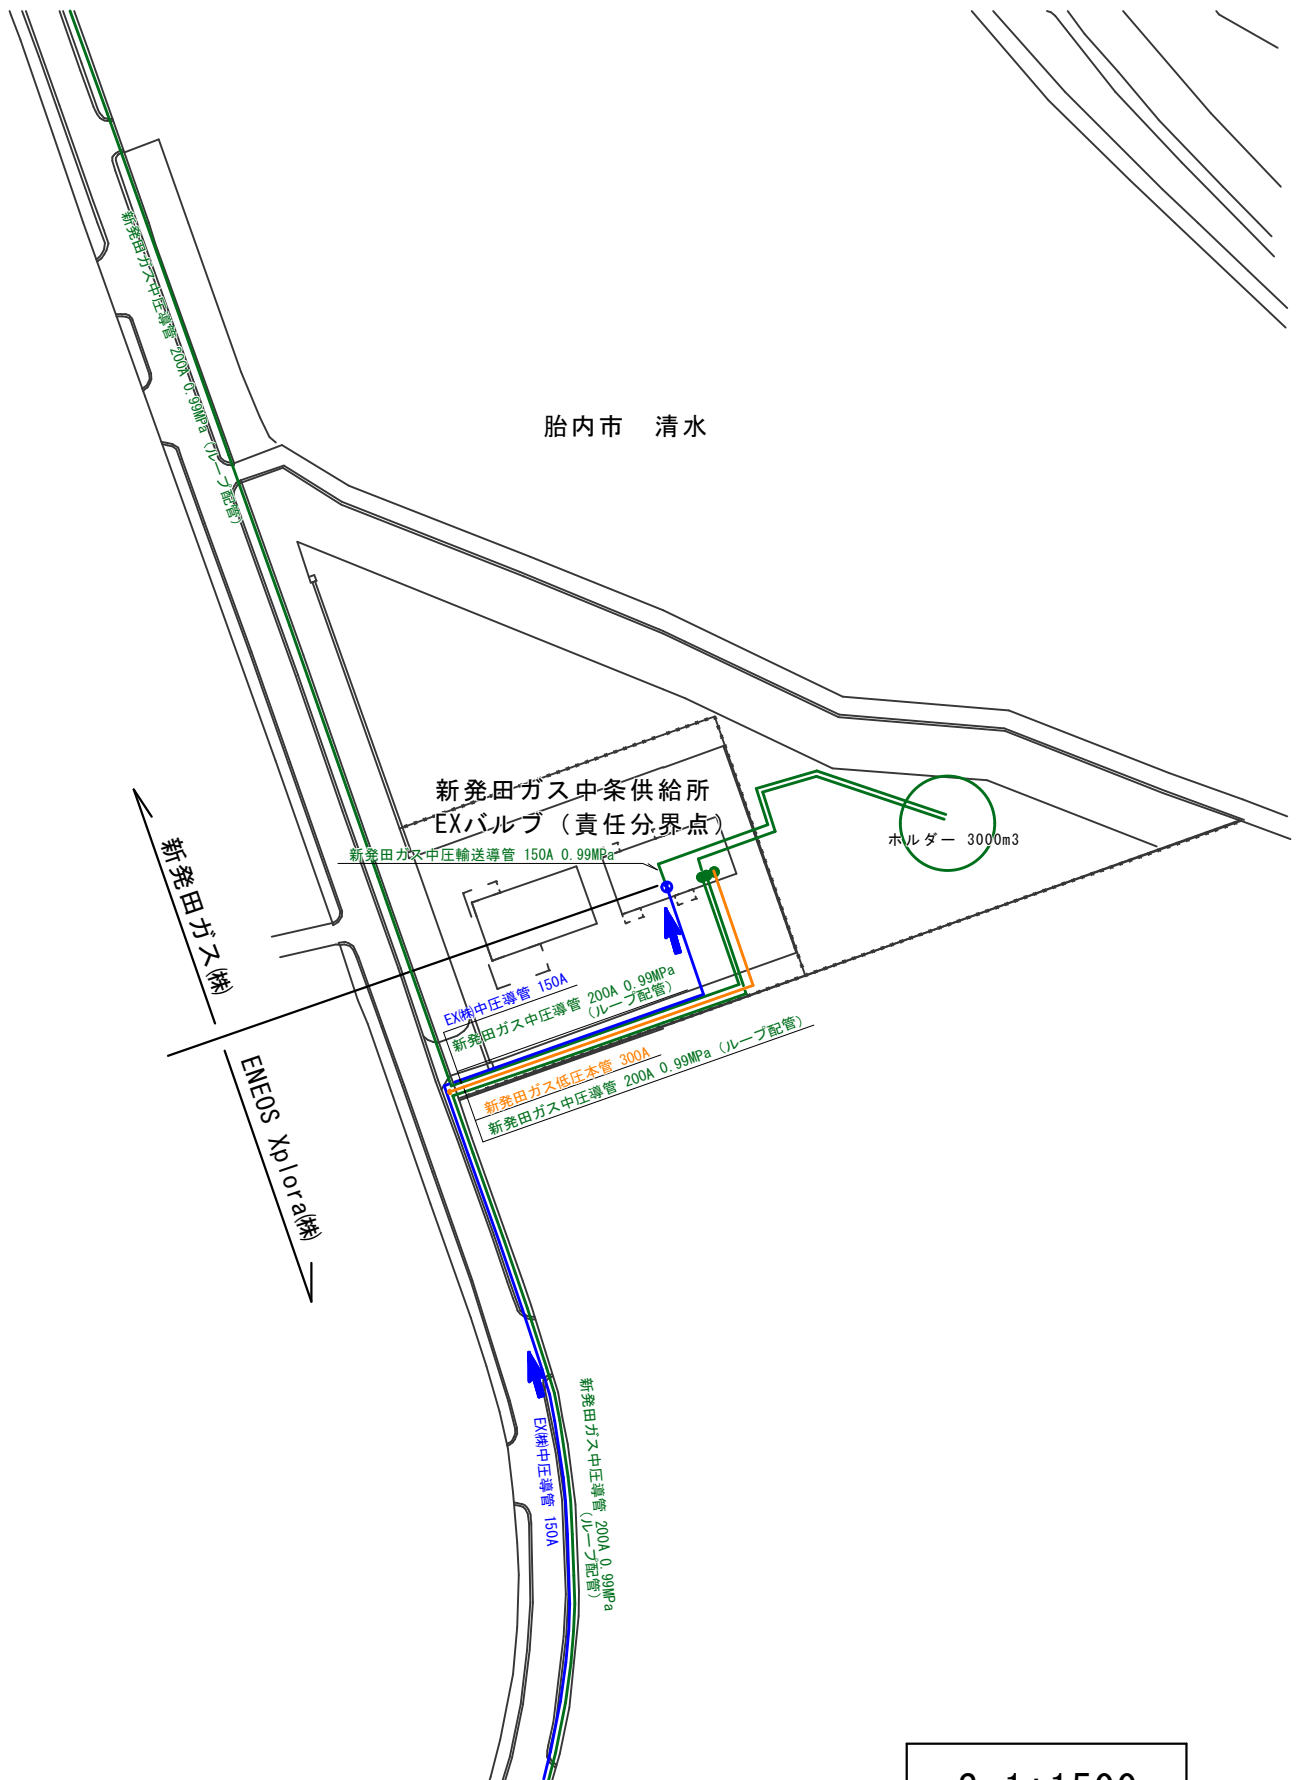 新発田ガス中圧導管 200A 0.99MPa (ループ配管)
胎内市　清水
新発田ガス中条供給所
EXバルブ（責任分界点）
ホルダー 3000m3
新発田ガス中圧輸送導管 150A 0.99MPa
新発田ガス㈱
ENEOS Xplora㈱
EX㈱中圧導管 150A
新発田ガス中圧導管 200A 0.99MPa
(ループ配管)
新発田ガス低圧本管 300A
新発田ガス中圧導管 200A 0.99MPa (ループ配管)
EX㈱中圧導管 150A
新発田ガス中圧導管 200A 0.99MPa
(ループ配管)